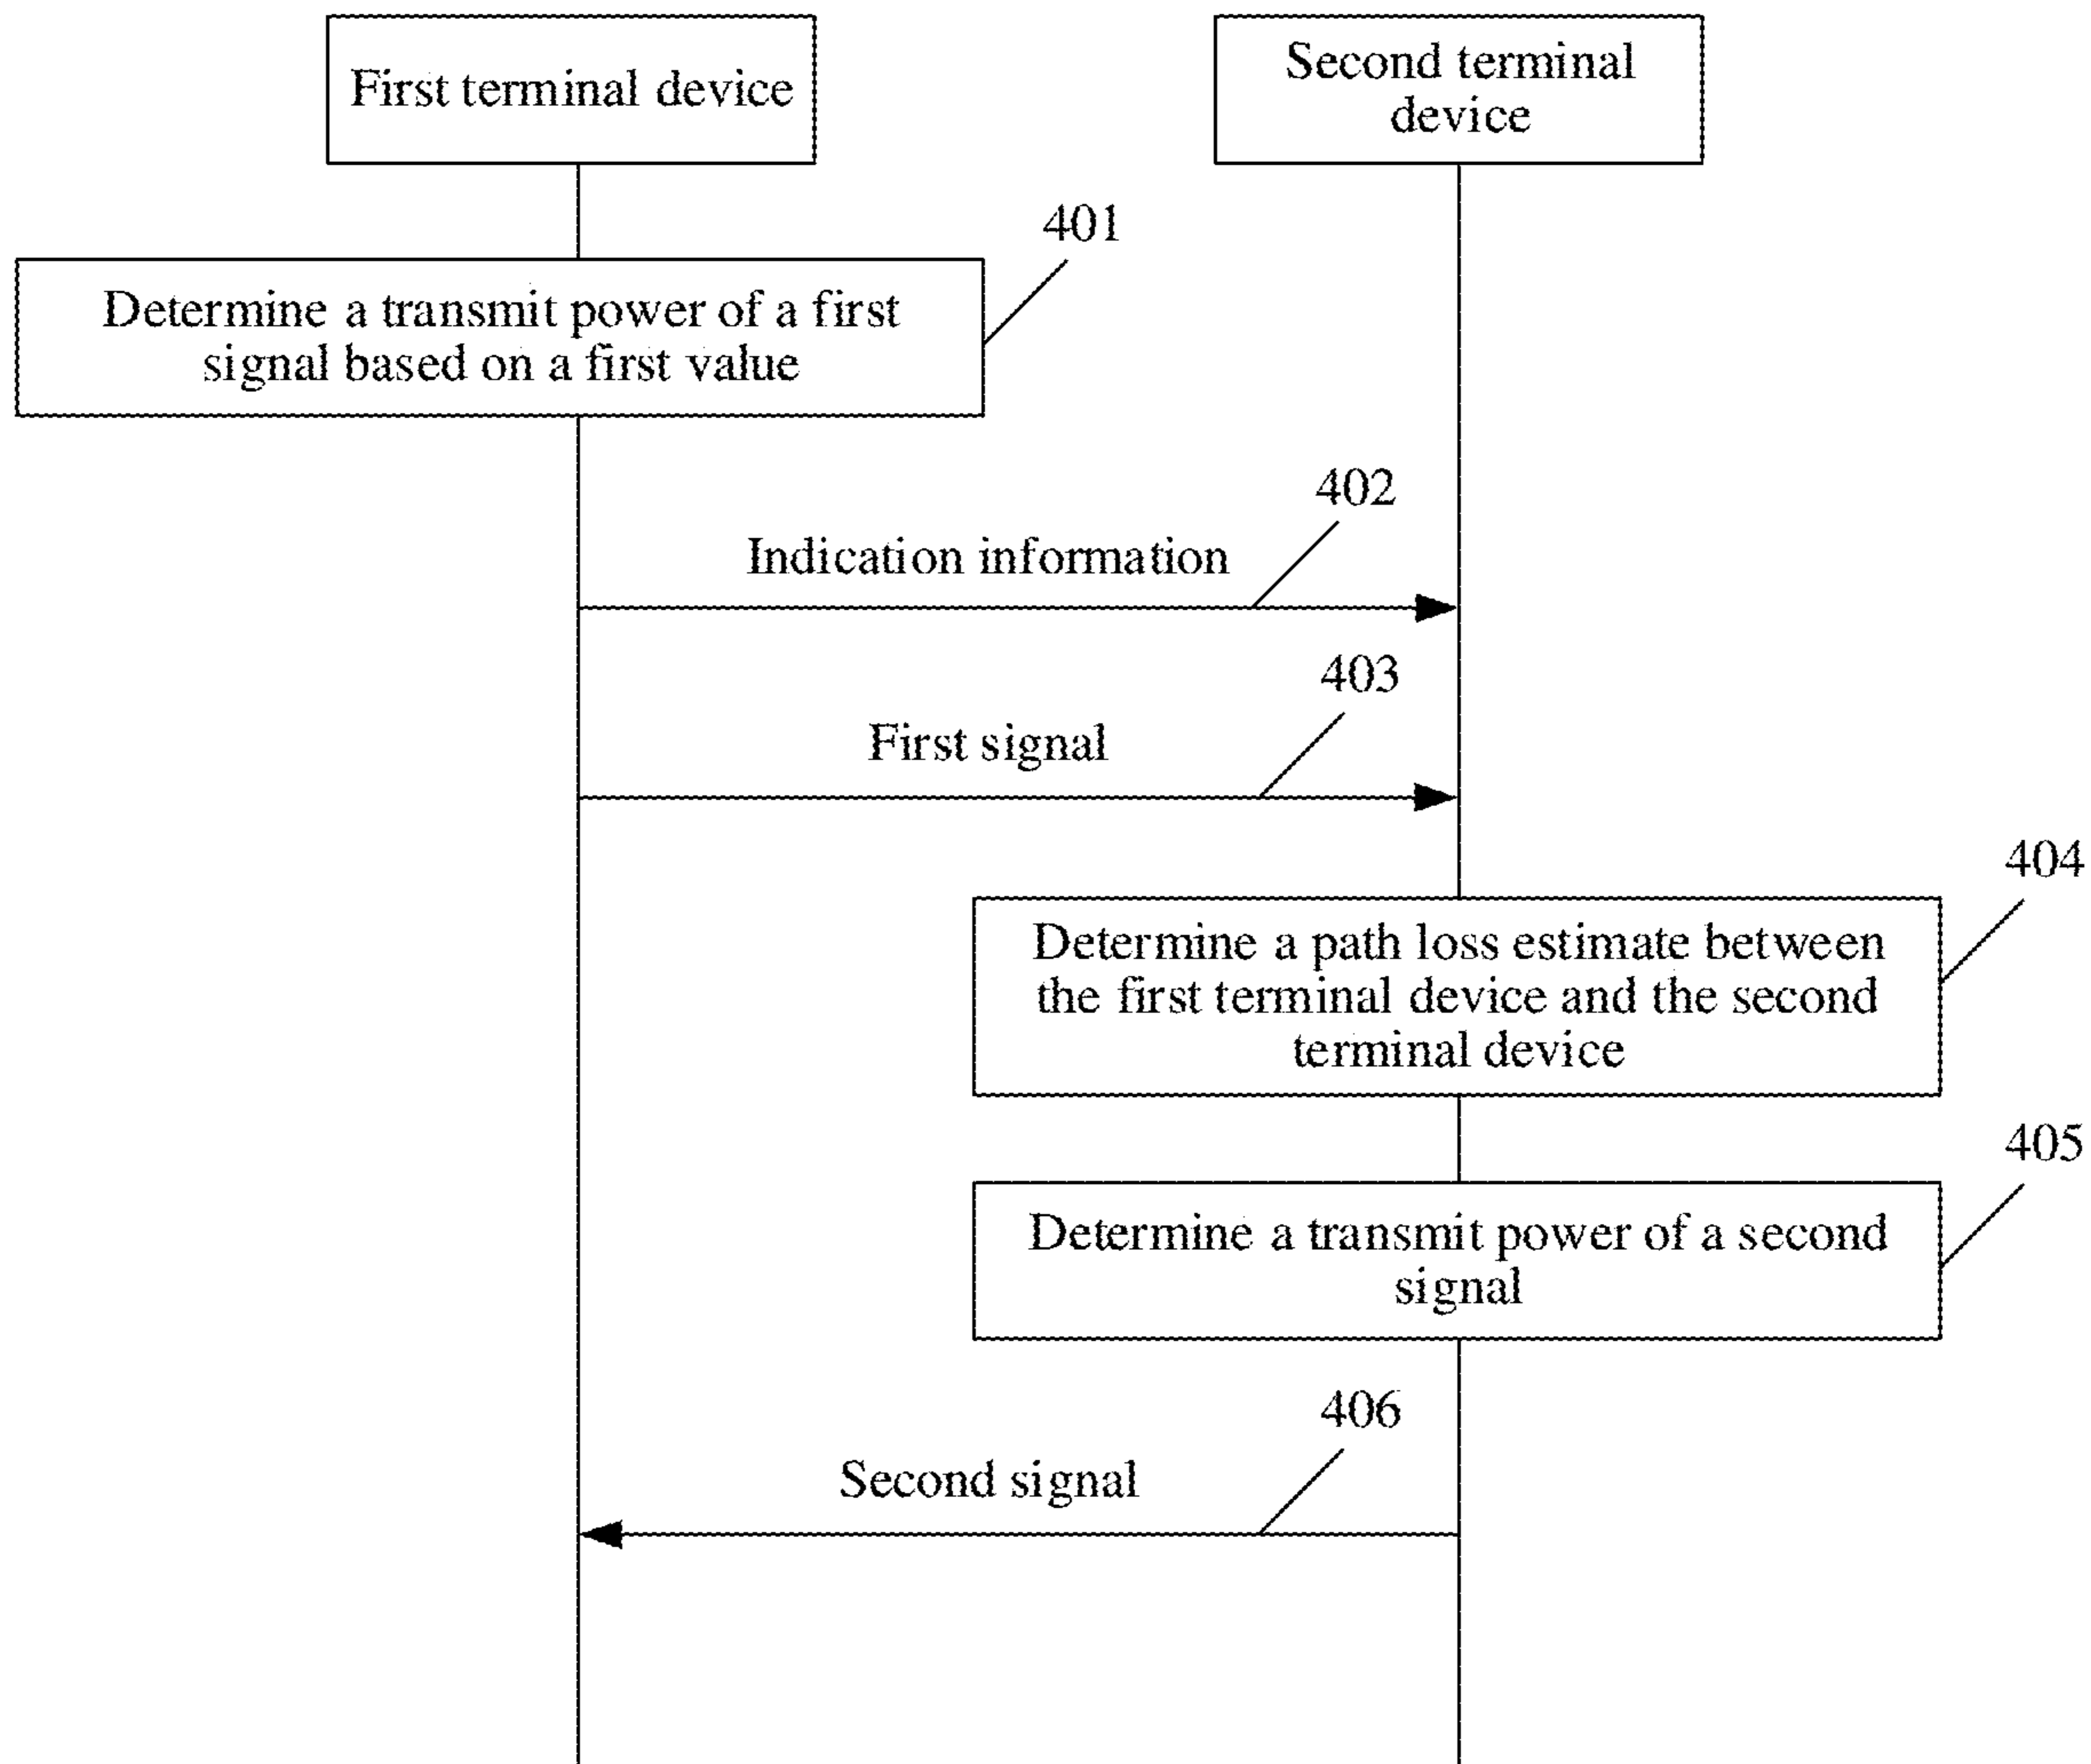 First terminal device
Second terminal
device
401
Determine a transmit power of a first
signal based on a first value
402
Indication information
403
First signal
404
Determine a path loss estimate between
the first terminal device and the second
terminal device
405
Determine a transmit power of a second
signal
406
Second signal